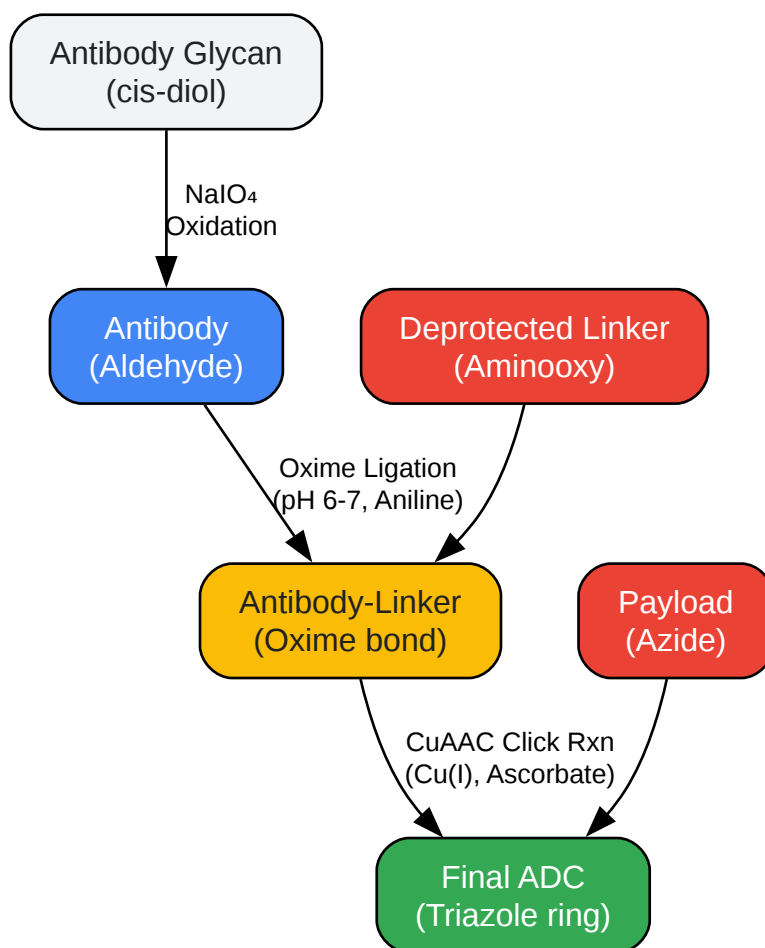 Antibody Glycan
(cis-diol)
NaIO₄
Oxidation
Antibody
(Aldehyde)
Deprotected Linker
(Aminooxy)
Oxime Ligation
(pH 6-7, Aniline)
Antibody-Linker
(Oxime bond)
Payload
(Azide)
CuAAC Click Rxn
(Cu(I), Ascorbate)
Final ADC
(Triazole ring)